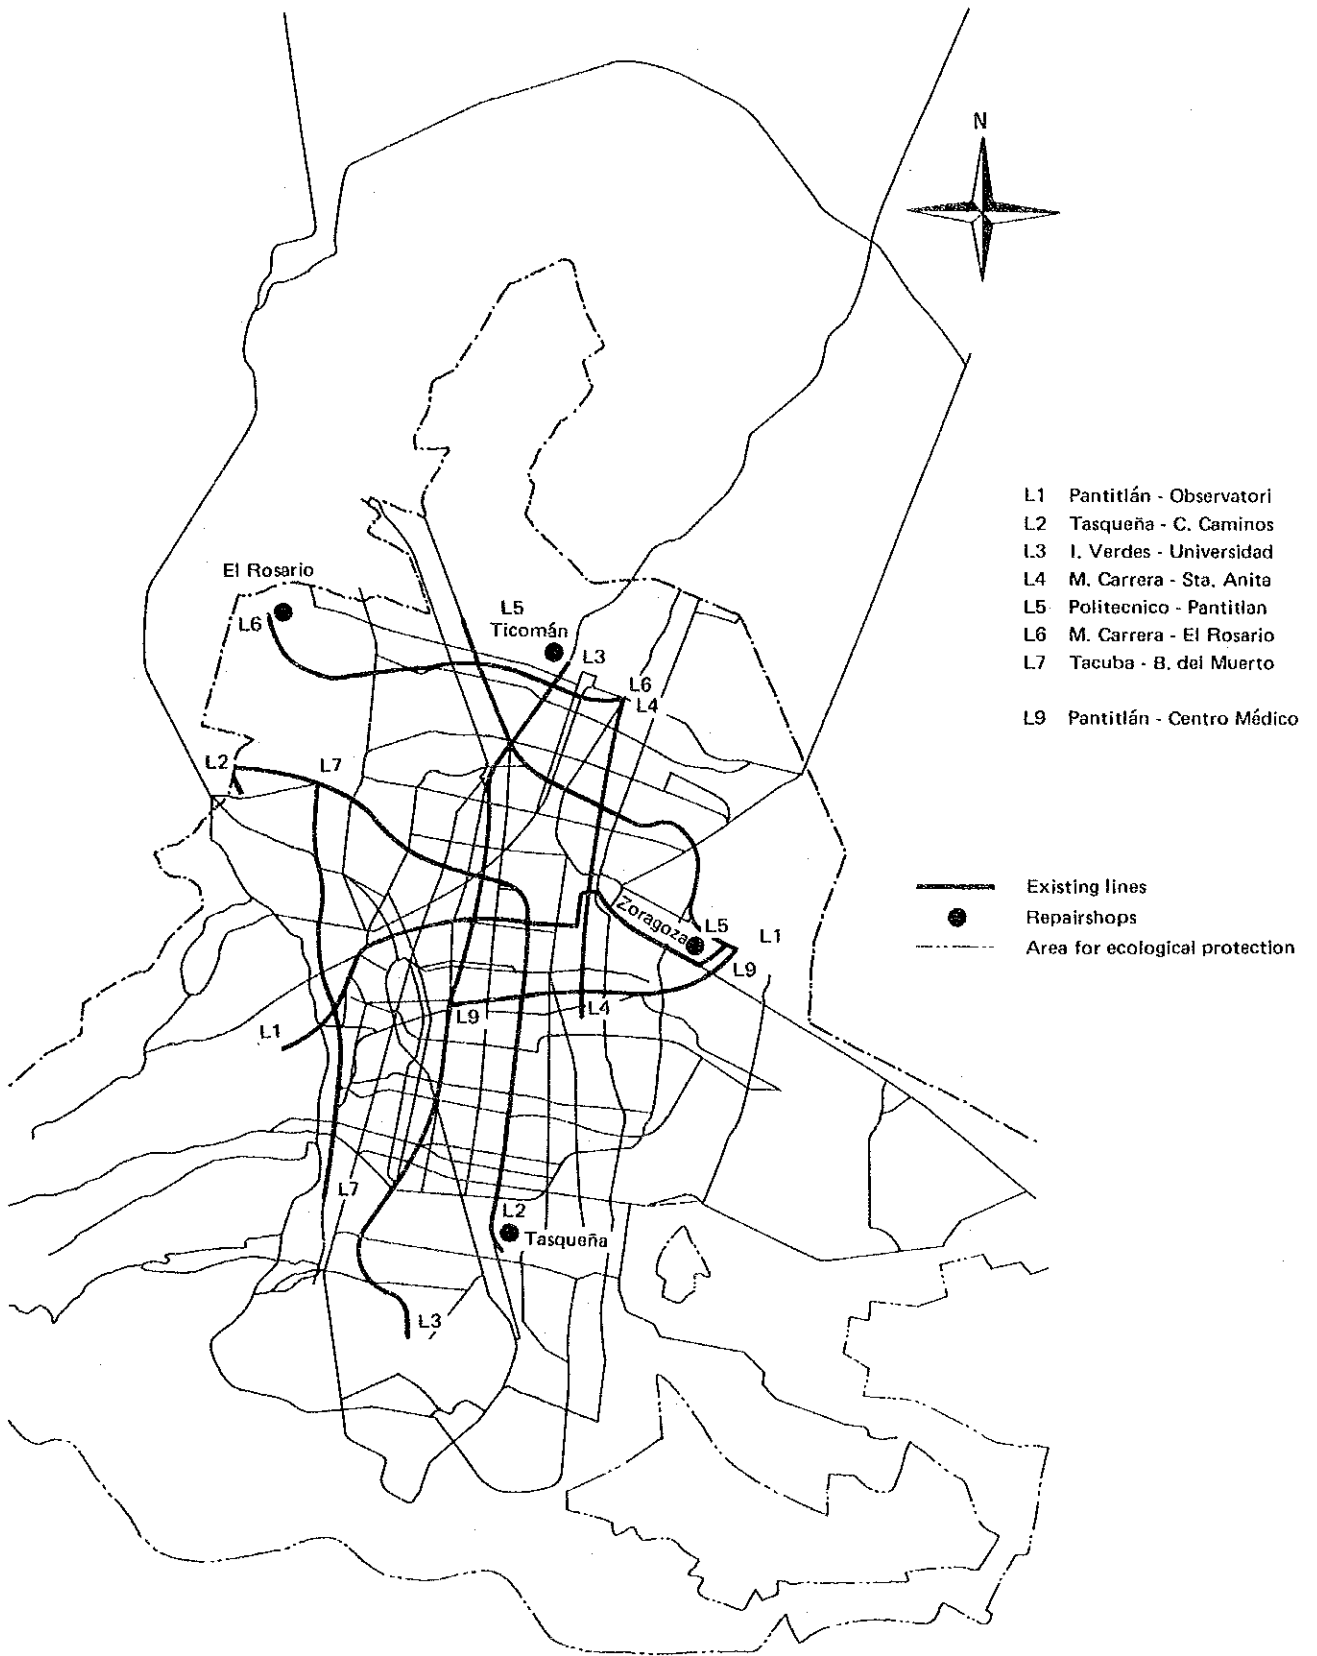 N
L1 Pantitlán - Observatori
L2 Tasqueña - C. Caminos
L3 I. Verdes - Universidad
L4 M. Carrera - Sta. Anita
L5 Politecnico - Pantitlan
L6 M. Carrera - El Rosario
L7 Tacuba - B. del Muerto
L9 Pantitlán - Centro Médico
El Rosario
L6
L5
Ticomán
L3
L6
L4
L2
L7
Existing lines
Repairshops
Area for ecological protection
Zoragoza
L5
L1
L9
L9
L4
L1
L7
L2
Tasqueña
L3